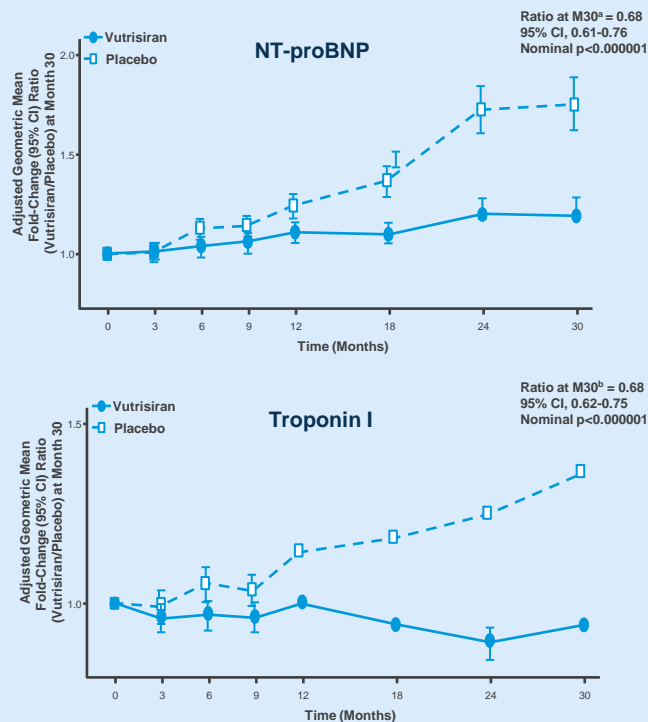 Vutrisiran
Placebo
NT-proBNP
Ratio at M30ᵃ = 0.68
95% CI, 0.61-0.76
Nominal p<0.000001
Adjusted Geometric Mean
Fold-Change (95% CI) Ratio
(Vutrisiran/Placebo) at Month 30
2.0
1.5
1.0
0 3 6 9 12 18 24 30
Time (Months)
Vutrisiran
Placebo
Troponin I
Ratio at M30ᵇ = 0.68
95% CI, 0.62-0.75
Nominal p<0.000001
Adjusted Geometric Mean
Fold-Change (95% CI) Ratio
(Vutrisiran/Placebo) at Month 30
1.5
1.0
0 3 6 9 12 18 24 30
Time (Months)